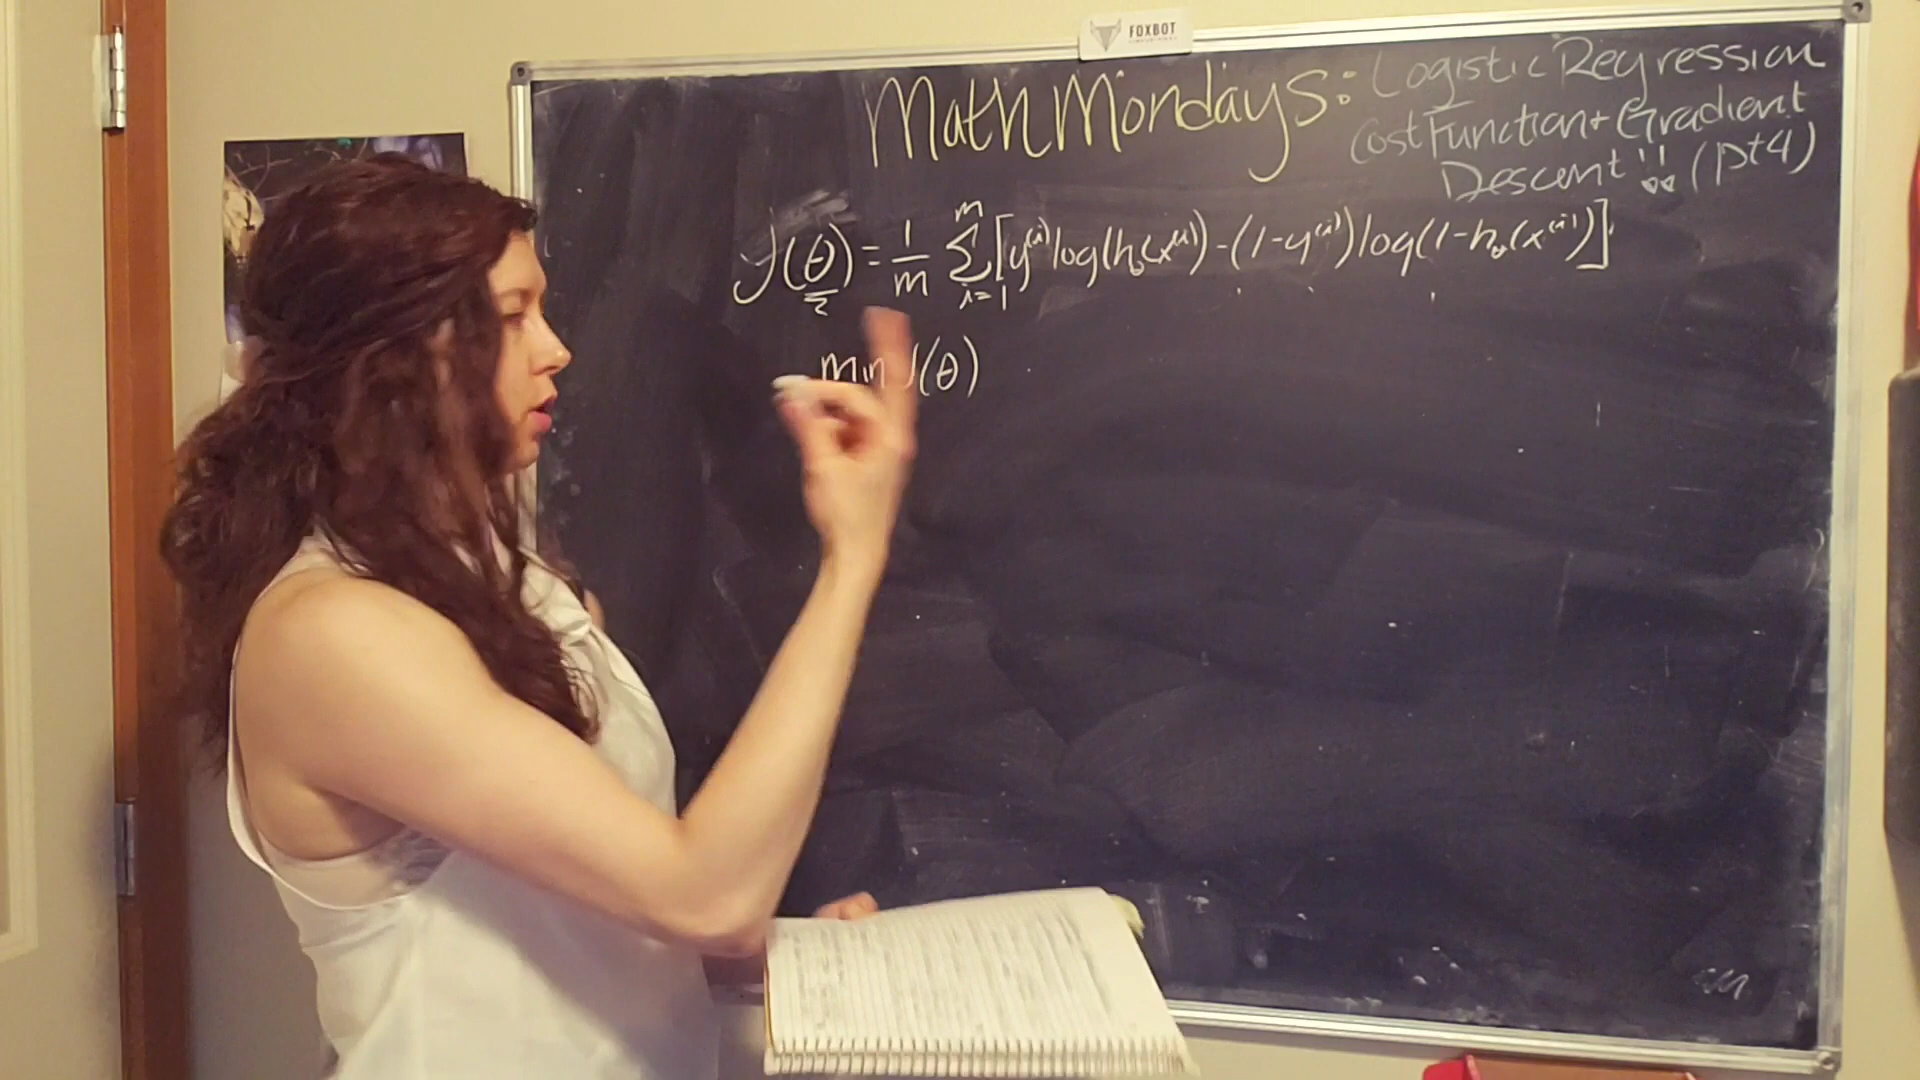 FOXBOT
Math Mondays: Logistic Regression
Cost Function + Gradient
Descent!! (pt4)
J(θ) = 1/m Σ_{i=1}^{m} [y^{(i)} log(h_θ(x^{(i)}) - (1-y^{(i)}) log(1-h_θ(x^{(i)})]
min J(θ)